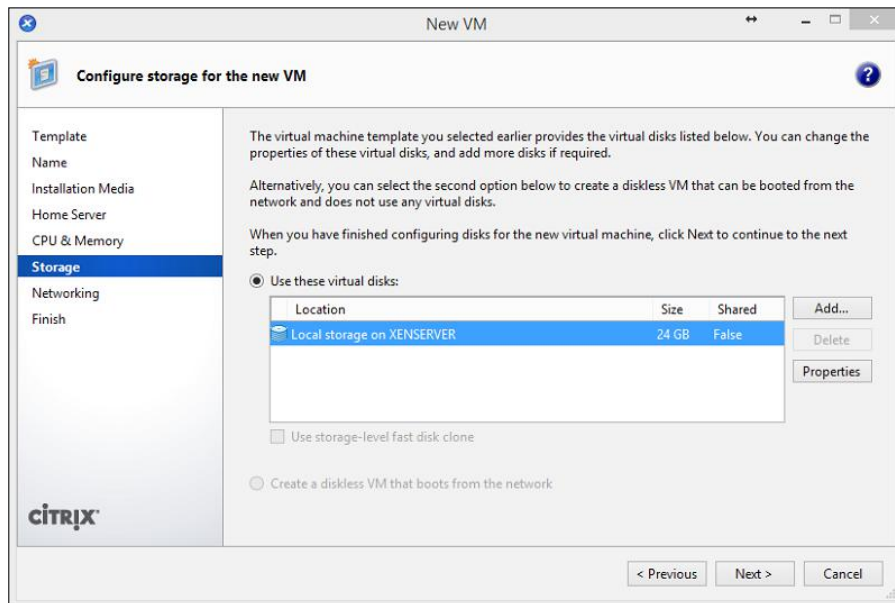 New VM
Configure storage for the new VM
?
Template
Name
Installation Media
Home Server
CPU & Memory
Storage
Networking
Finish
CITRIX
The virtual machine template you selected earlier provides the virtual disks listed below. You can change the
properties of these virtual disks, and add more disks if required.
Alternatively, you can select the second option below to create a diskless VM that can be booted from the
network and does not use any virtual disks.
When you have finished configuring disks for the new virtual machine, click Next to continue to the next
step.
Use these virtual disks:
Location Size Shared
Local storage on XENSERVER 24 GB False
Add...
Delete
Properties
Use storage-level fast disk clone
Create a diskless VM that boots from the network
< Previous Next > Cancel